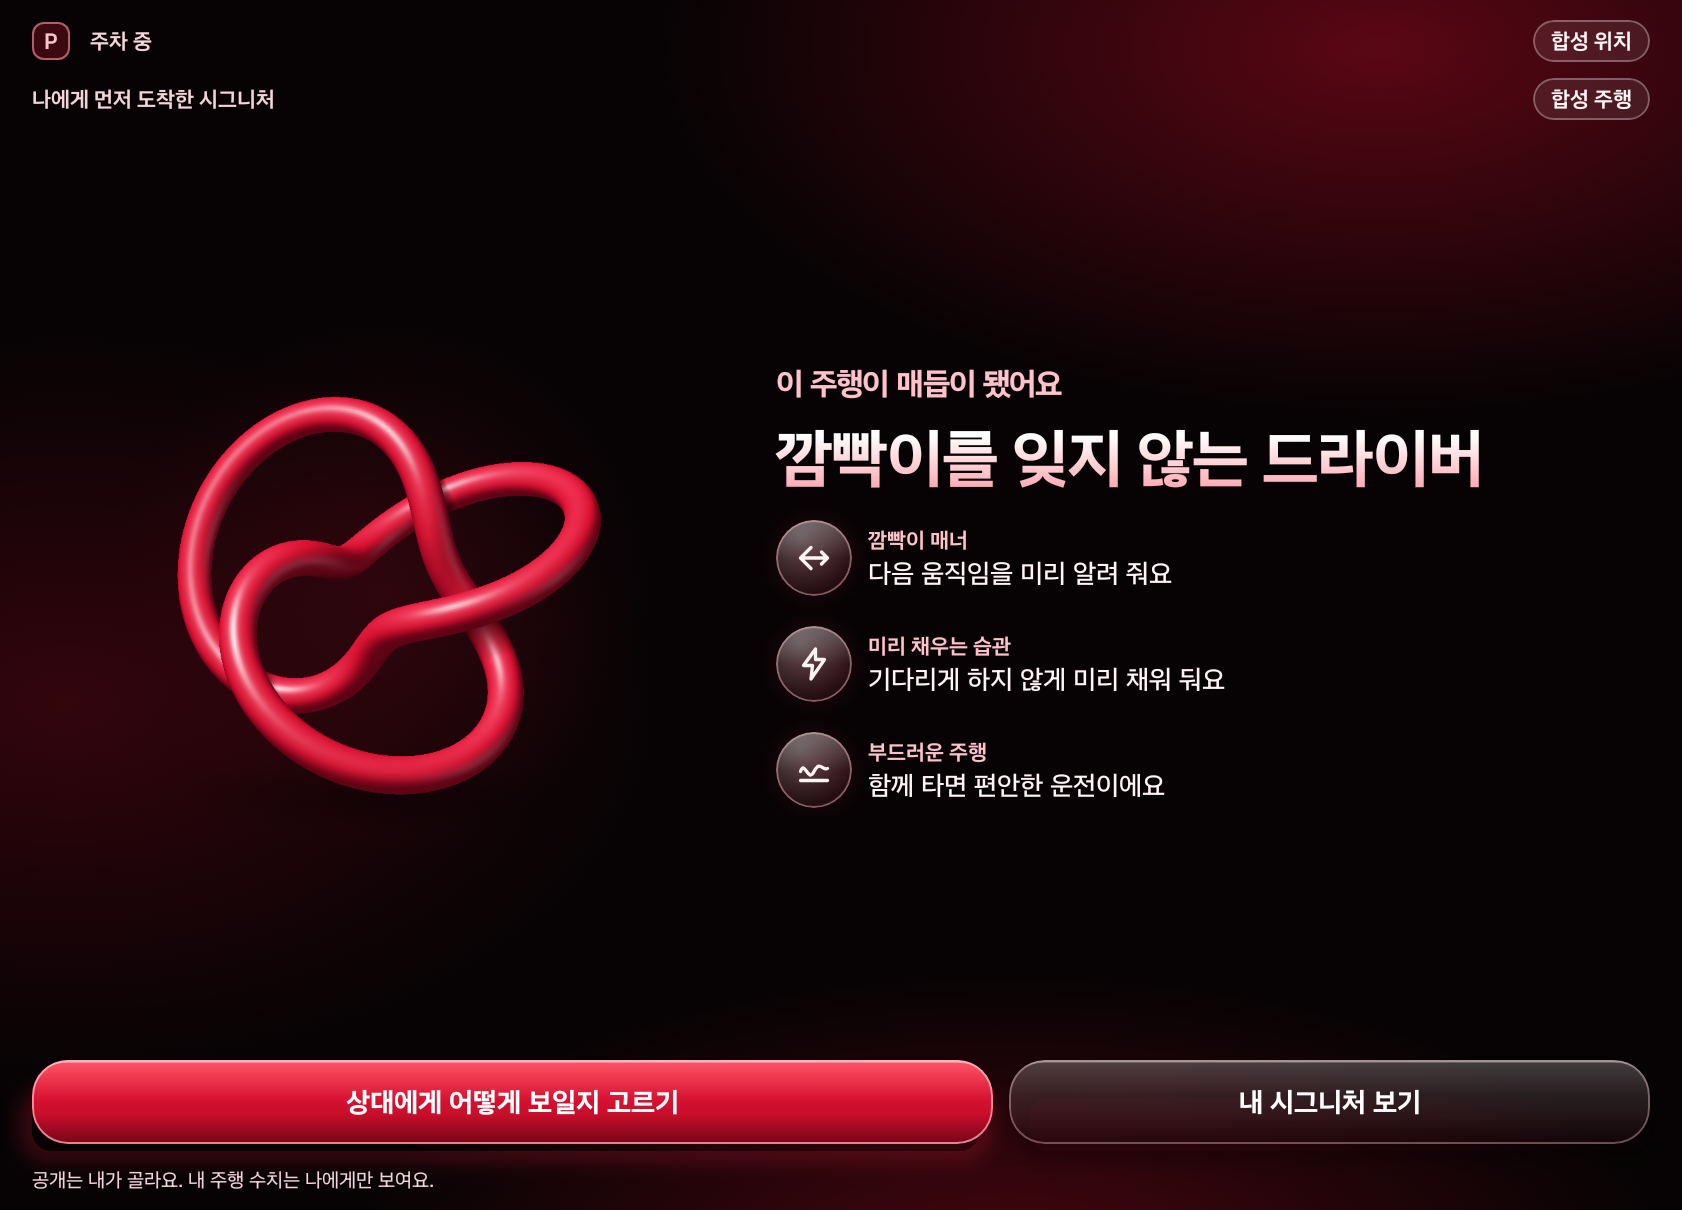 P 주차 중
합성 위치
나에게 먼저 도착한 시그니처
합성 주행
이 주행이 매듭이 됐어요
깜빡이를 잊지 않는 드라이버
깜빡이 매너
다음 움직임을 미리 알려 줘요
미리 채우는 습관
기다리게 하지 않게 미리 채워 둬요
부드러운 주행
함께 타면 편안한 운전이에요
상대에게 어떻게 보일지 고르기
내 시그니처 보기
공개는 내가 골라요. 내 주행 수치는 나에게만 보여요.